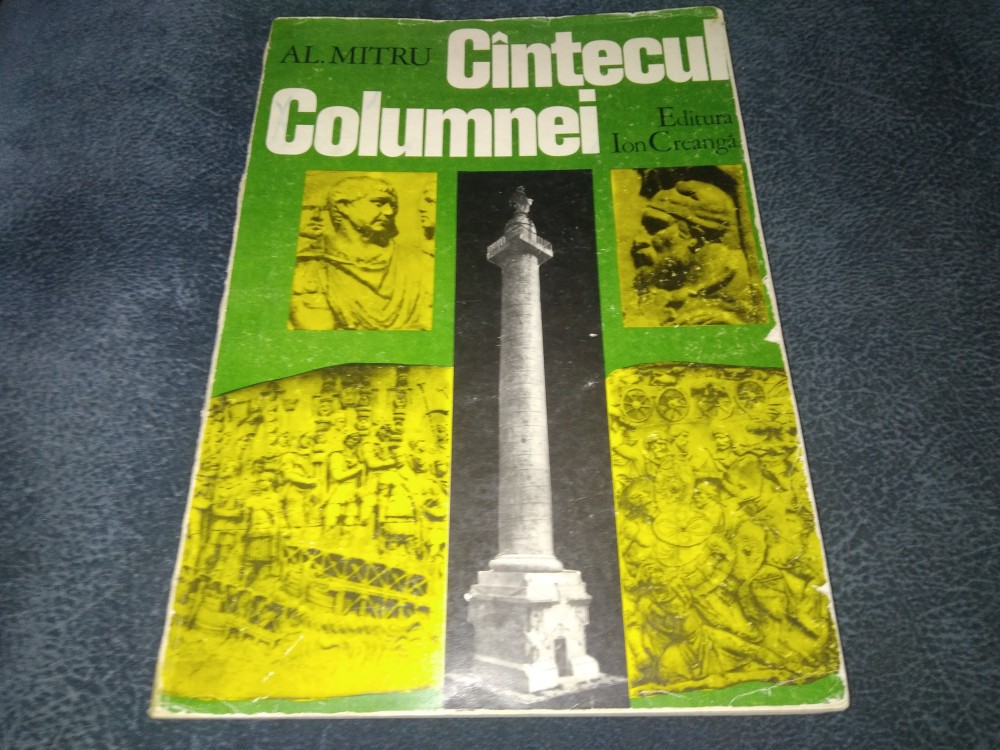 AL. MITRU
Cîntecul
Columnei
Editura
Ion Creangă